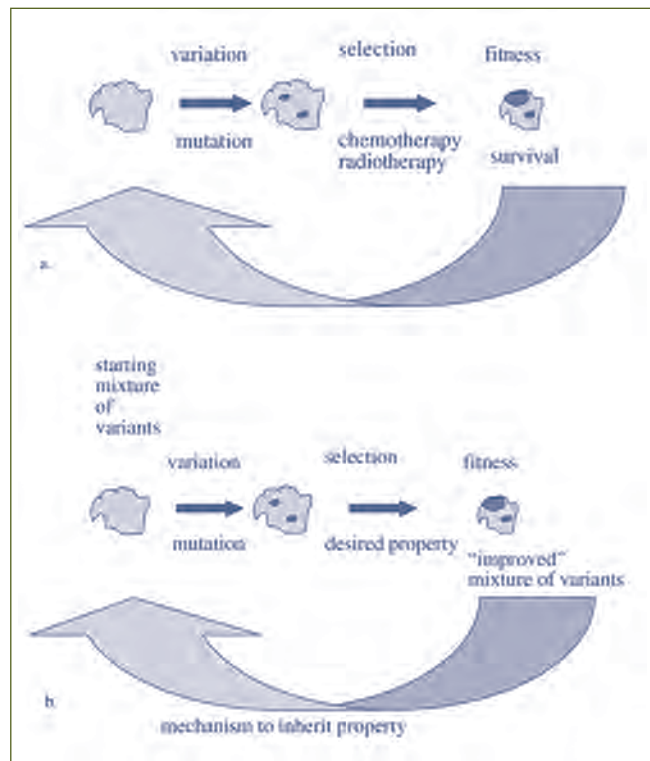 variation
selection
fitness
mutation
chemotherapy
radiotherapy
survival
a.
starting
mixture
of
variants
variation
selection
fitness
mutation
desired property
“improved”
mixture of variants
b.
mechanism to inherit property